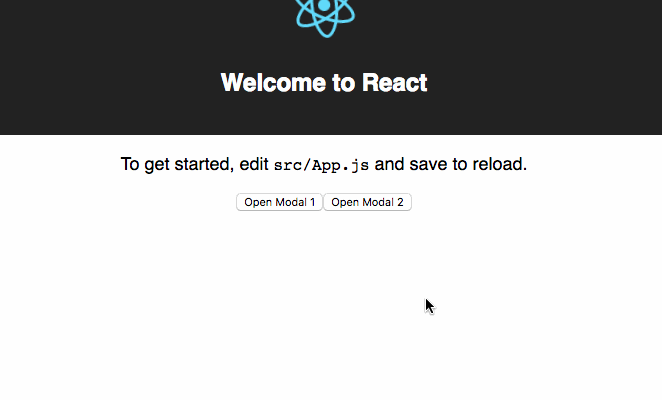 Welcome to React
To get started, edit src/App.js and save to reload.
Open Modal 1 Open Modal 2